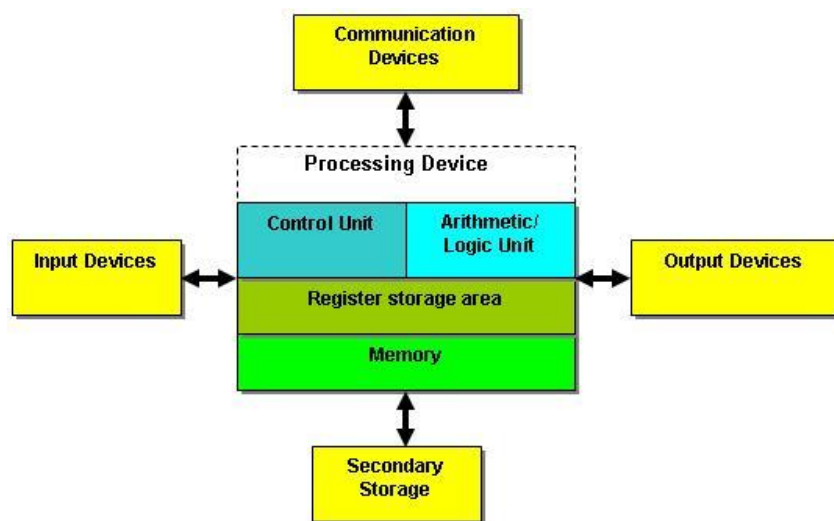 Communication
Devices
Processing Device
Control Unit
Arithmetic/
Logic Unit
Input Devices
Output Devices
Register storage area
Memory
Secondary
Storage